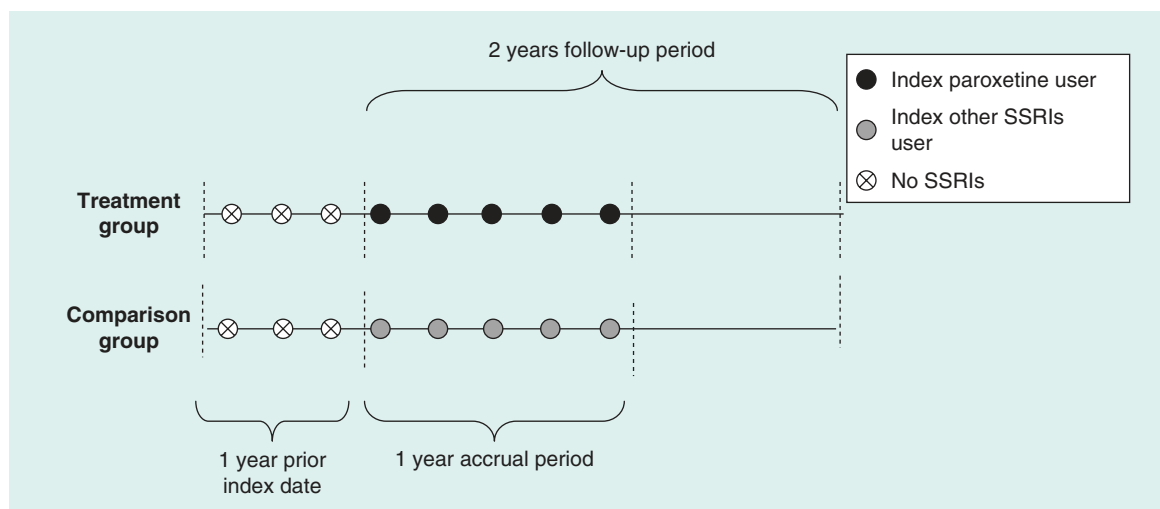 2 years follow-up period
Index paroxetine user
Index other SSRIs
user
No SSRIs
Treatment
group
Comparison
group
1 year prior
index date
1 year accrual period